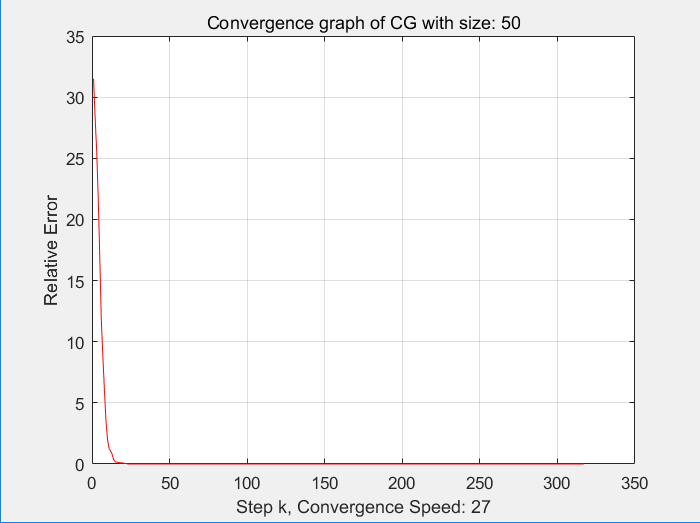 Convergence graph of CG with size: 50
35
30
25
20
15
10
5
0
Relative Error
0 50 100 150 200 250 300 350
Step k, Convergence Speed: 27